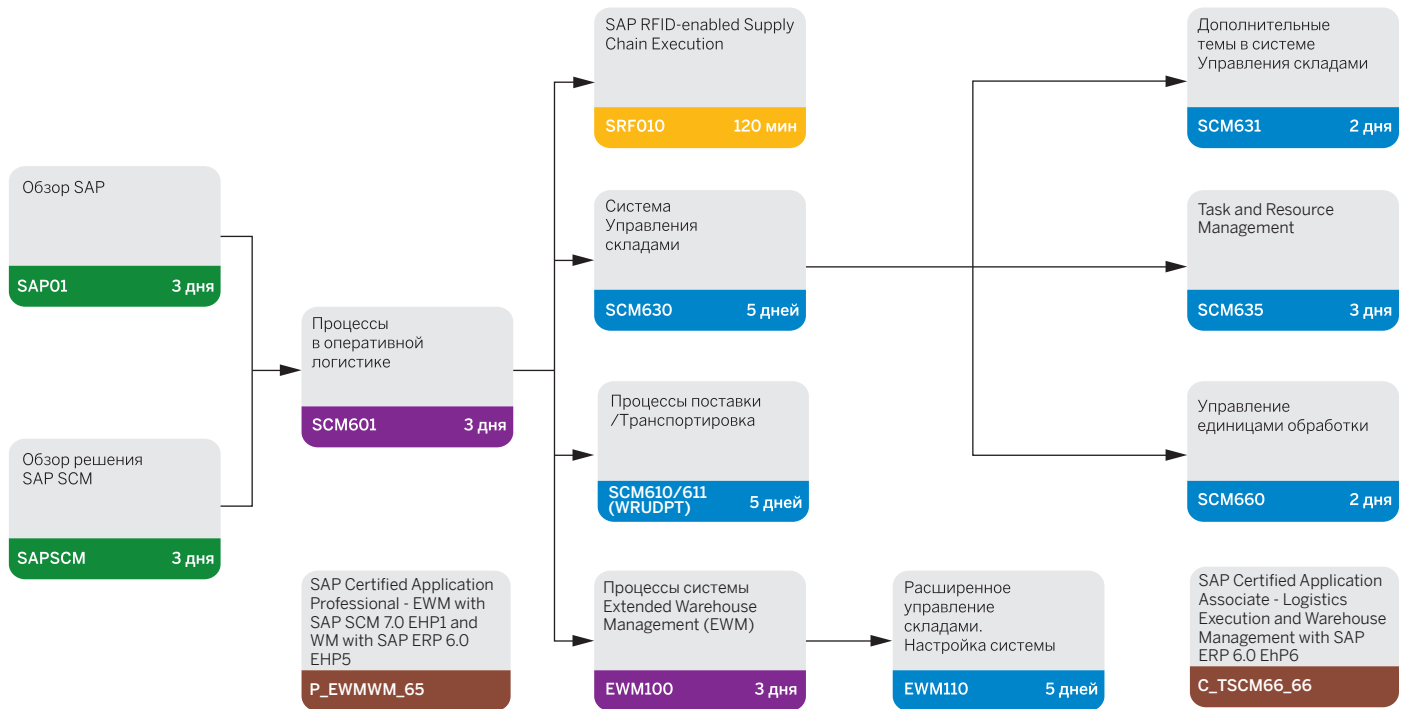 Обзор SAP
SAP01 3 дня
Обзор решения
SAP SCM
SAPSCM 3 дня
Процессы
в оперативной
логистике
SCM601 3 дня
SAP Certified Application
Professional - EWM with
SAP SCM 7.0 EHP1 and
WM with SAP ERP 6.0
EHP5
P_EWMWM_65
SAP RFID-enabled Supply
Chain Execution
SRF010 120 мин
Система
Управления
складами
SCM630 5 дней
Процессы поставки
/Транспортировка
SCM610/611
(WRUDPT) 5 дней
Процессы системы
Extended Warehouse
Management (EWM)
EWM100 3 дня
Расширенное
управление
складами.
Настройка системы
EWM110 5 дней
Дополнительные
темы в системе
Управления складами
SCM631 2 дня
Task and Resource
Management
SCM635 3 дня
Управление
единицами обработки
SCM660 2 дня
SAP Certified Application
Associate - Logistics
Execution and Warehouse
Management with SAP
ERP 6.0 EhP6
C_TSCM66_66